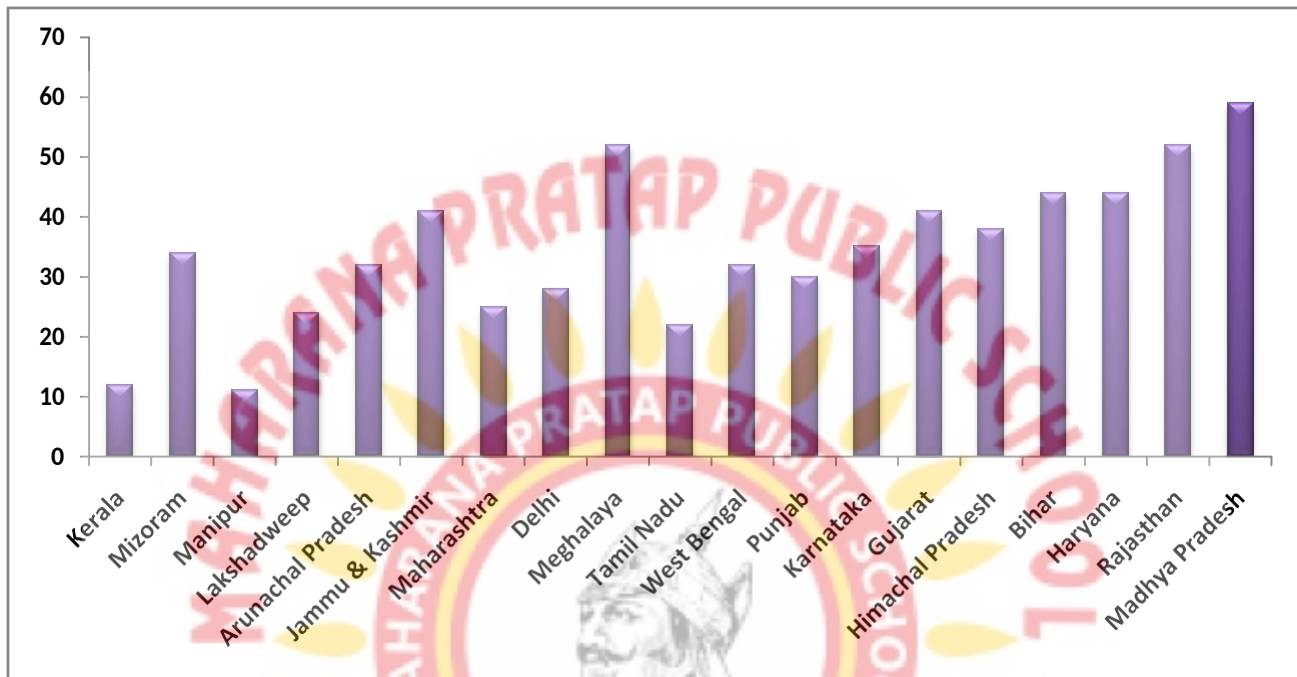 70
60
50
40
30
20
10
0
Kerala
Mizoram
Manipur
Lakshadweep
Arunachal Pradesh
Jammu & Kashmir
Maharashtra
Delhi
Meghalaya
Tamil Nadu
West Bengal
Punjab
Karnataka
Gujarat
Himachal Pradesh
Bihar
Haryana
Rajasthan
Madhya Pradesh
MAHARANA PRATAP PUBLIC SCHOOL
AHARANA PRATAP PUBLIC SCHOO